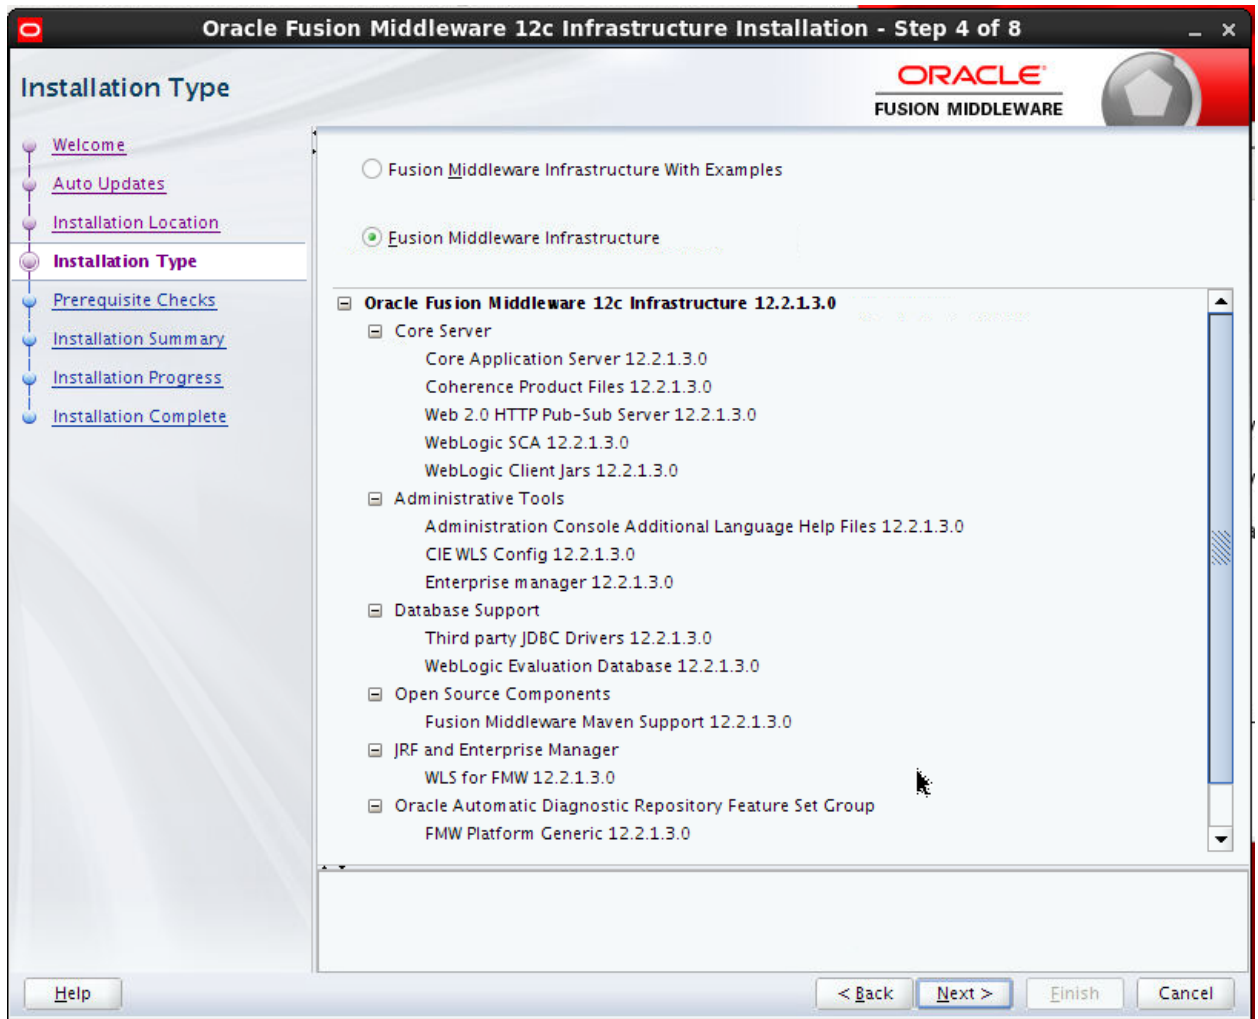 Oracle Fusion Middleware 12c Infrastructure Installation - Step 4 of 8
Installation Type
ORACLE
FUSION MIDDLEWARE
Welcome
Auto Updates
Installation Location
Installation Type
Prerequisite Checks
Installation Summary
Installation Progress
Installation Complete
Fusion Middleware Infrastructure With Examples
Fusion Middleware Infrastructure
Oracle Fusion Middleware 12c Infrastructure 12.2.1.3.0
Core Server
Core Application Server 12.2.1.3.0
Coherence Product Files 12.2.1.3.0
Web 2.0 HTTP Pub-Sub Server 12.2.1.3.0
WebLogic SCA 12.2.1.3.0
WebLogic Client Jars 12.2.1.3.0
Administrative Tools
Administration Console Additional Language Help Files 12.2.1.3.0
CIE WLS Config 12.2.1.3.0
Enterprise manager 12.2.1.3.0
Database Support
Third party JDBC Drivers 12.2.1.3.0
WebLogic Evaluation Database 12.2.1.3.0
Open Source Components
Fusion Middleware Maven Support 12.2.1.3.0
JRF and Enterprise Manager
WLS for FMW 12.2.1.3.0
Oracle Automatic Diagnostic Repository Feature Set Group
FMW Platform Generic 12.2.1.3.0
Help
< Back
Next >
Finish
Cancel